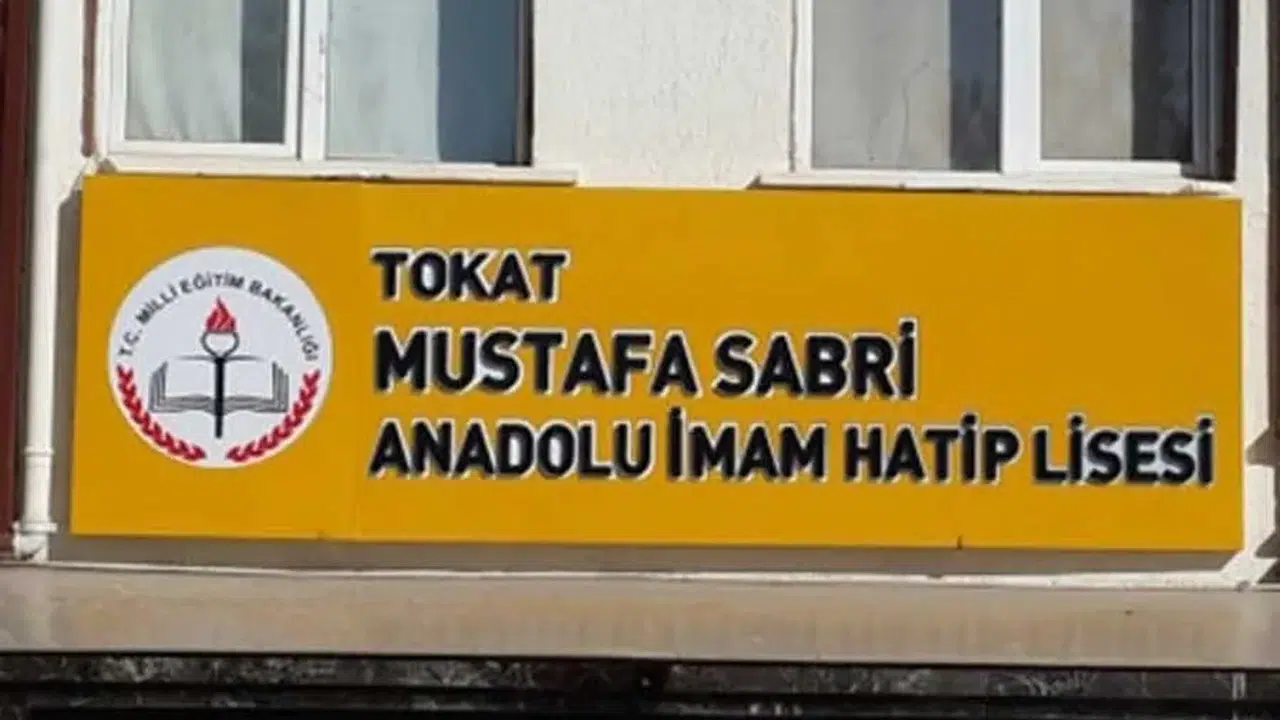 T.C. MİLLİ EĞİTİM BAKANLIĞI
TOKAT
MUSTAFA SABRİ
ANADOLU İMAM HATİP LİSESİ